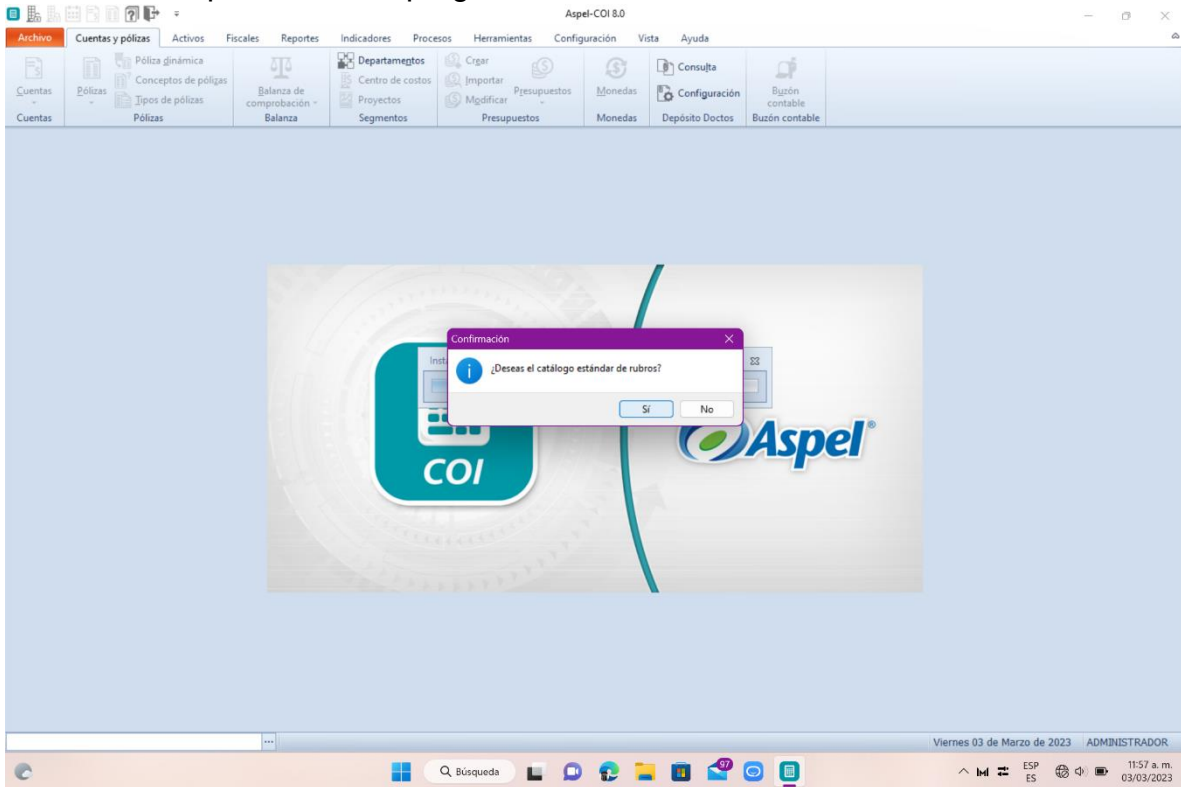 Aspel-COI 8.0
Archivo Cuentas y pólizas Activos Fiscales Reportes Indicadores Procesos Herramientas Configuración Vista Ayuda
Cuentas
Pólizas
Póliza dinámica
Conceptos de pólizas
Tipos de pólizas
Balanza de
comprobación
Departamentos
Centro de costos
Proyectos
Crear
Importar
Modificar
Presupuestos
Monedas
Consulta
Configuración
Buzón
contable
Cuentas Pólizas Balanza Segmentos Presupuestos Monedas Depósito Doctos Buzón contable
Confirmación
¿Deseas el catálogo estándar de rubros?
Sí No
COI
Aspel®
Viernes 03 de Marzo de 2023 ADMINISTRADOR
Búsqueda
97
ESP
ES
11:57 a. m.
03/03/2023